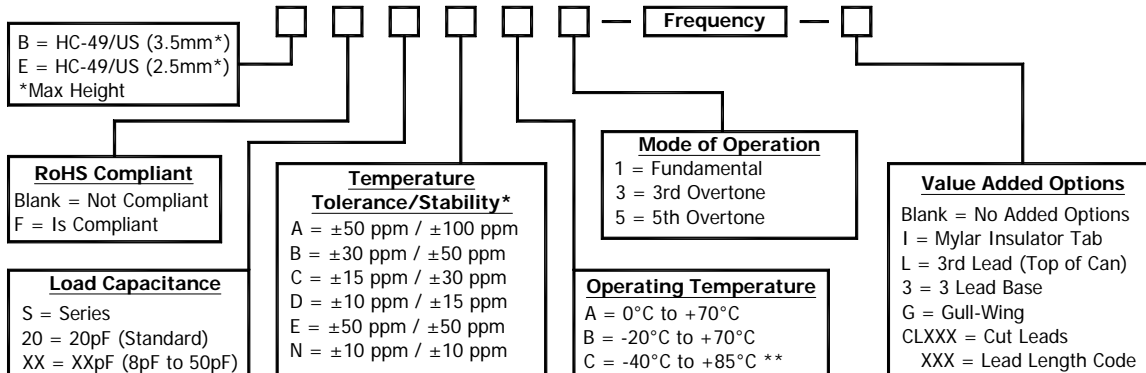 — Frequency —
B = HC-49/US (3.5mm*)
E = HC-49/US (2.5mm*)
*Max Height
RoHS Compliant
Blank = Not Compliant
F = Is Compliant
Load Capacitance
S = Series
20 = 20pF (Standard)
XX = XXpF (8pF to 50pF)
Temperature
Tolerance/Stability*
A = ±50 ppm / ±100 ppm
B = ±30 ppm / ±50 ppm
C = ±15 ppm / ±30 ppm
D = ±10 ppm / ±15 ppm
E = ±50 ppm / ±50 ppm
N = ±10 ppm / ±10 ppm
Operating Temperature
A = 0°C to +70°C
B = -20°C to +70°C
C = -40°C to +85°C **
Mode of Operation
1 = Fundamental
3 = 3rd Overtone
5 = 5th Overtone
Value Added Options
Blank = No Added Options
I = Mylar Insulator Tab
L = 3rd Lead (Top of Can)
3 = 3 Lead Base
G = Gull-Wing
CLXXX = Cut Leads
XXX = Lead Length Code